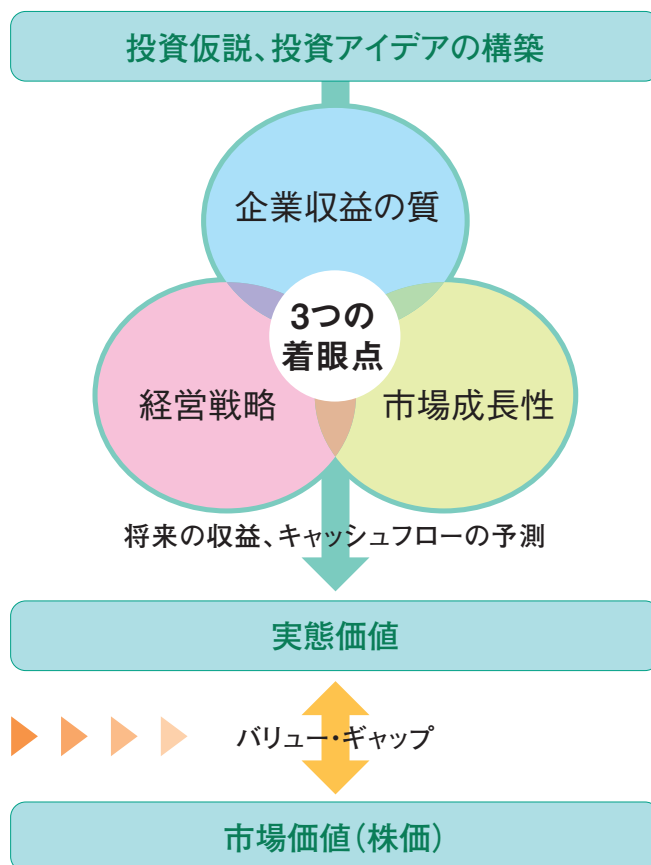 投資仮説、投資アイデアの構築
企業収益の質
3つの
着眼点
経営戦略
市場成長性
将来の収益、キャッシュフローの予測
実態価値
バリュー・ギャップ
市場価値(株価)